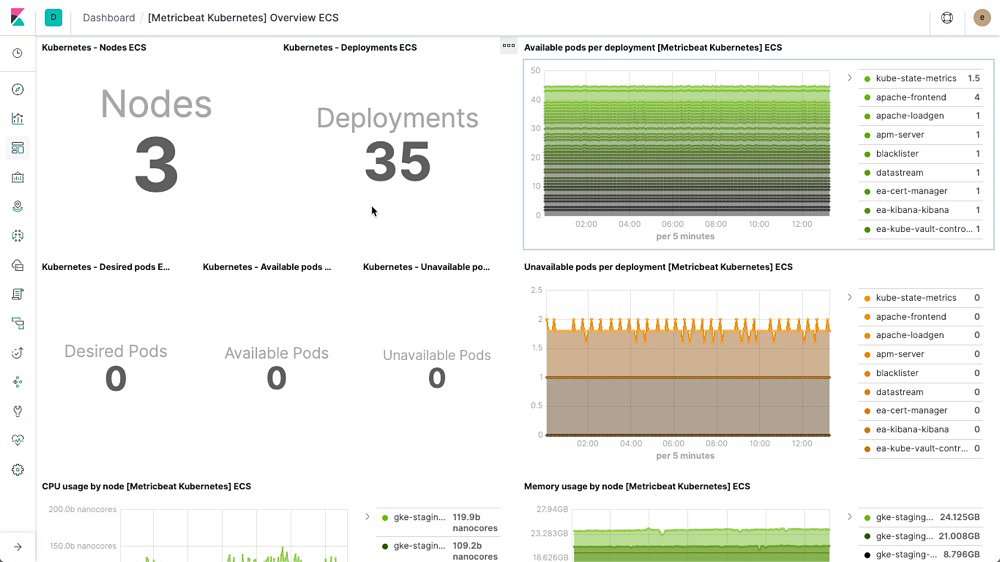 D
Dashboard / [Metricbeat Kubernetes] Overview ECS
e
Kubernetes - Nodes ECS
Nodes
3
Kubernetes - Deployments ECS
Deployments
35
Available pods per deployment [Metricbeat Kubernetes] ECS
50
40
30
20
10
0
02:00 04:00 06:00 08:00 10:00 12:00
per 5 minutes
kube-state-metrics 1.5
apache-frontend 4
apache-loadgen 1
apm-server 1
blacklister 1
datastream 1
ea-cert-manager 1
ea-kibana-kibana 1
ea-kube-vault-contro... 1
Kubernetes - Desired pods E...
Desired Pods
0
Kubernetes - Available pods ...
Available Pods
0
Kubernetes - Unavailable po...
Unavailable Pods
0
Unavailable pods per deployment [Metricbeat Kubernetes] ECS
2.5
2
1.5
1
0.5
0
02:00 04:00 06:00 08:00 10:00 12:00
per 5 minutes
kube-state-metrics 0
apache-frontend 0
apache-loadgen 0
apm-server 0
blacklister 0
datastream 0
ea-cert-manager 0
ea-kibana-kibana 0
ea-kube-vault-contr... 0
CPU usage by node [Metricbeat Kubernetes] ECS
200.0b nanocores
150.0b nanocores
gke-stagin... 119.9b nanocores
gke-stagin... 109.2b nanocores
Memory usage by node [Metricbeat Kubernetes] ECS
27.94GB
23.283GB
18.626GB
gke-staging... 24.125GB
gke-staging... 21.008GB
gke-staging-... 8.796GB